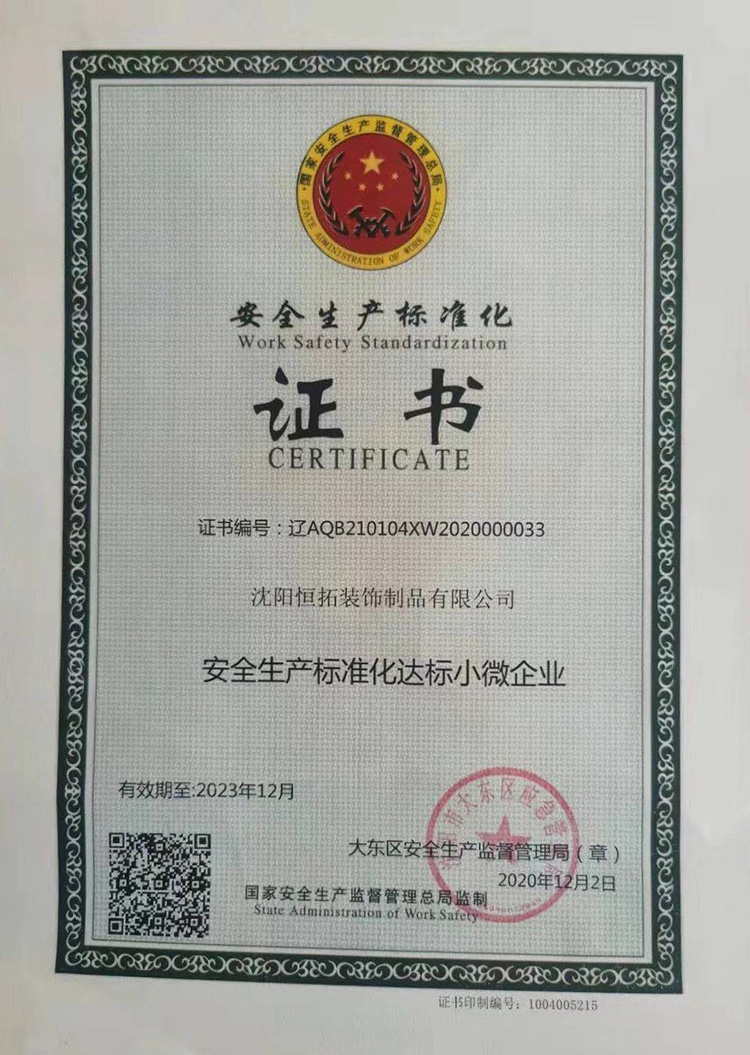 国家安全生产监督管理总局
STATE ADMINISTRATION OF WORK SAFETY
安全生产标准化
Work Safety Standardization
证书
CERTIFICATE
证书编号：辽AQB210104XW2020000033
沈阳恒拓装饰制品有限公司
安全生产标准化达标小微企业
有效期至:2023年12月
大东区应急管
大东区安全生产监督管理局（章）
2020年12月2日
国家安全生产监督管理总局监制
State Administration of Work Safety
证书印制编号：1004005215